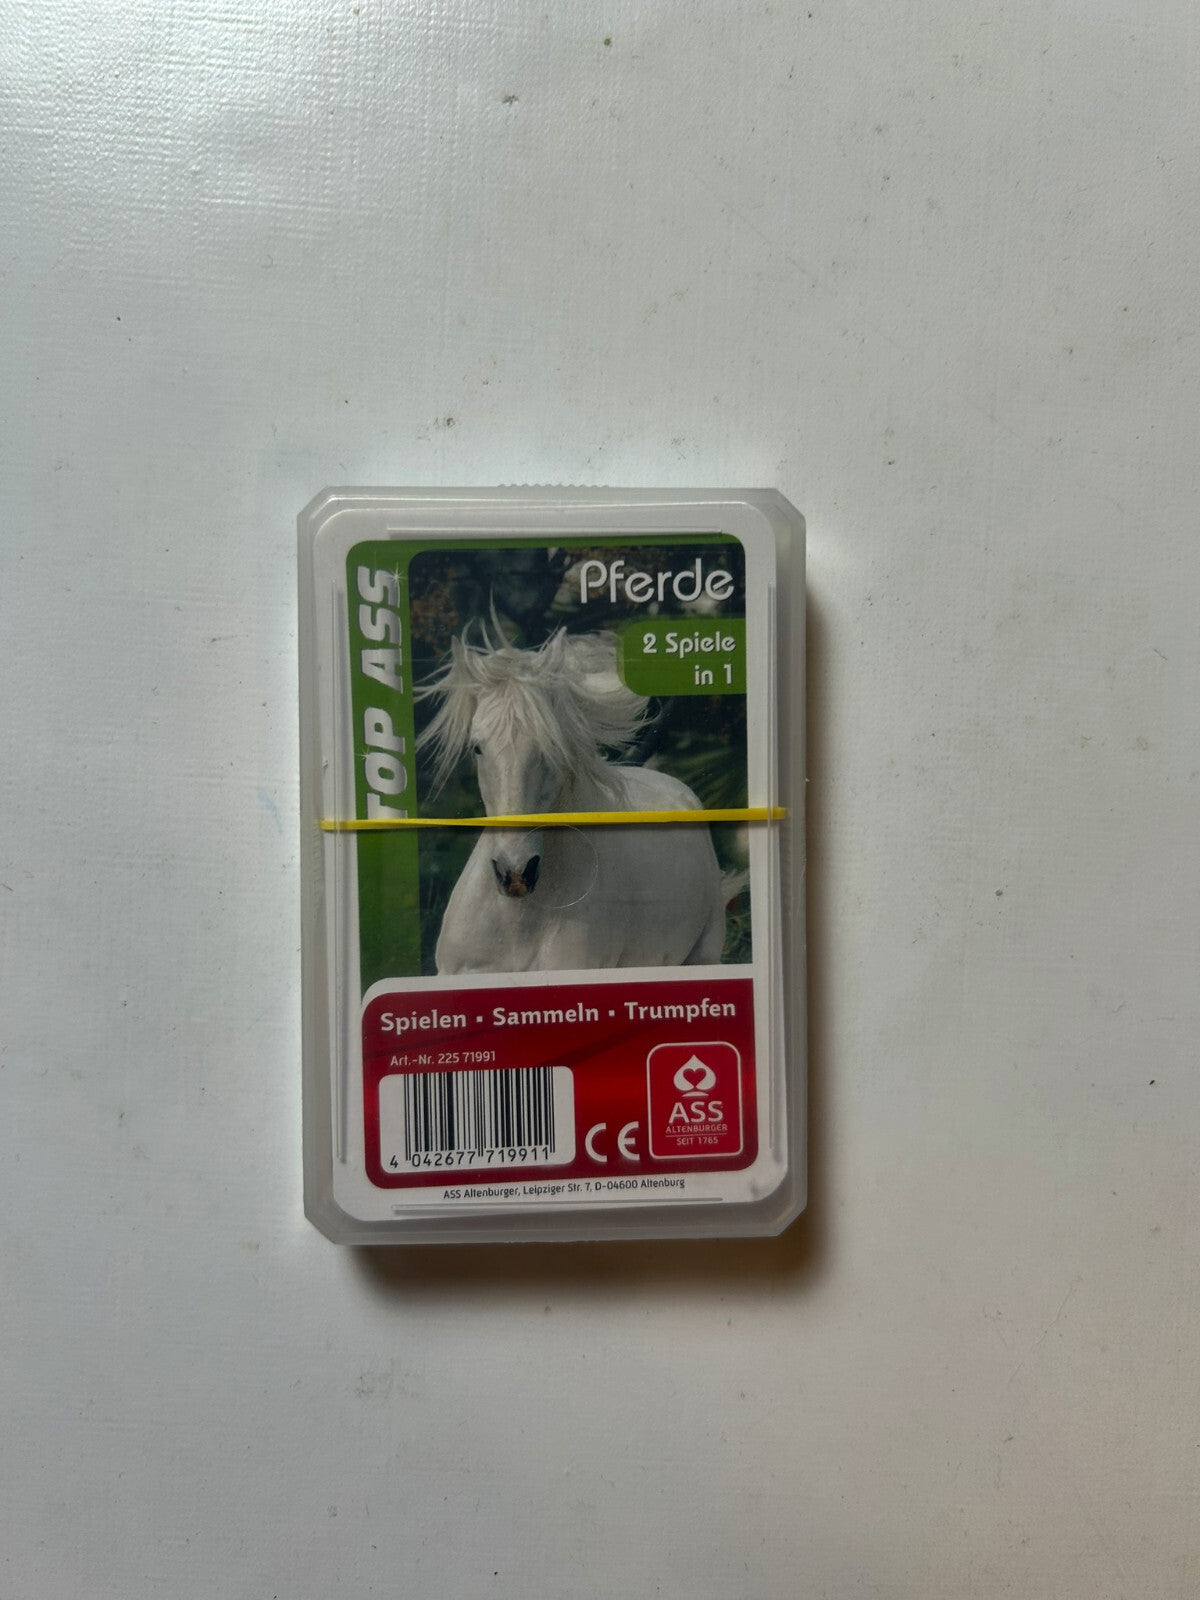 TOP ASS
Pferde
2 Spiele
in 1
Spielen ▪ Sammeln ▪ Trumpfen
Art.-Nr. 225 71991
4 042677 719911
CE
ASS
ALTENBURGER
SEIT 1765
ASS Altenburger, Leipziger Str. 7, D-04600 Altenburg